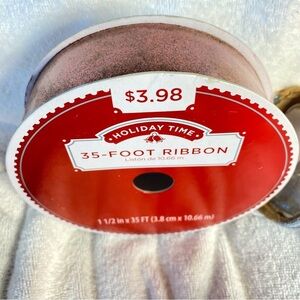 $3.98
HOLIDAY TIME
35-FOOT RIBBON
Listón de 10.66 m
1 1/2 in x 35 FT (3.8 cm x 10.66 m)